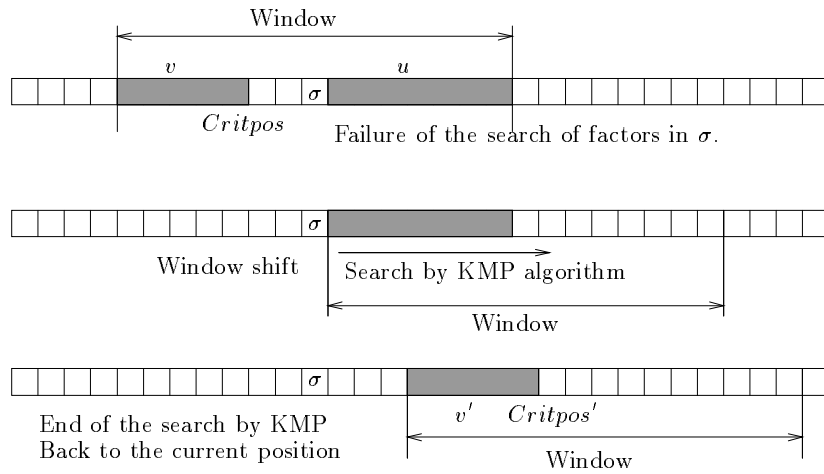 Window
v u
σ
Critpos
Failure of the search of factors in σ.
σ
Window shift
Search by KMP algorithm
Window
σ
v' Critpos'
End of the search by KMP
Back to the current position
Window